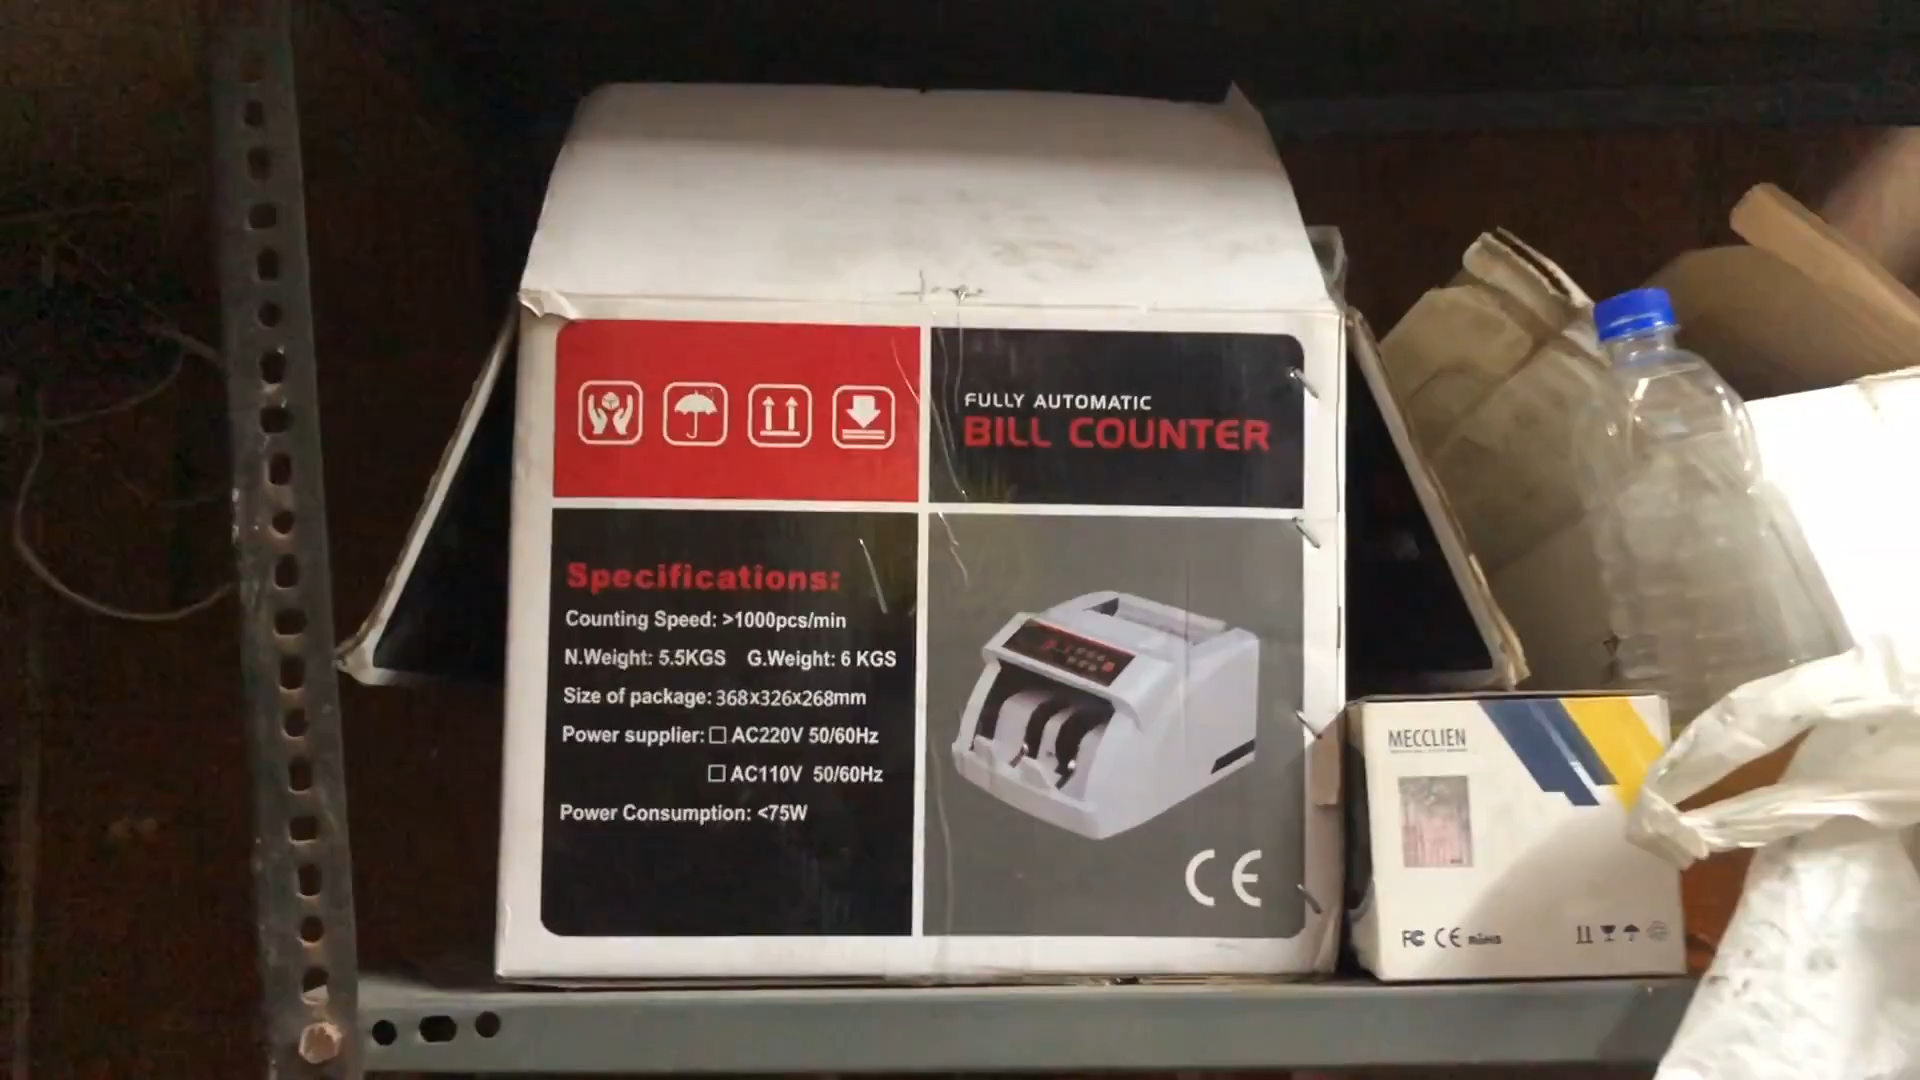 FULLY AUTOMATIC
BILL COUNTER
Specifications:
Counting Speed: >1000pcs/min
N.Weight: 5.5KGS G.Weight: 6 KGS
Size of package: 368x326x268mm
Power supplier: □ AC220V 50/60Hz
□ AC110V 50/60Hz
Power Consumption: <75W
CE
MECCLIEN
FC CE RoHS